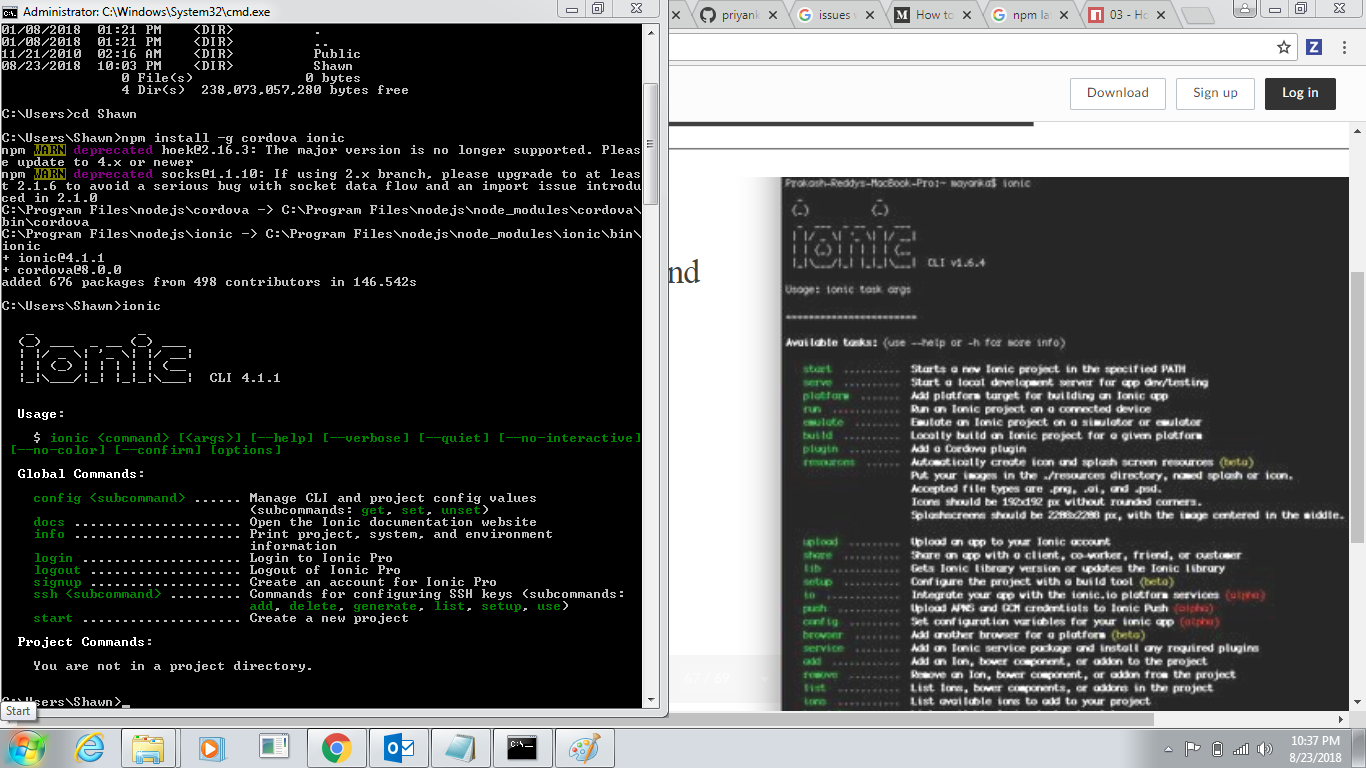 Administrator: C:\Windows\System32\cmd.exe
01/08/2018 01:21 PM <DIR> .
01/08/2018 01:21 PM <DIR> ..
11/21/2010 02:16 AM <DIR> Public
08/23/2018 10:03 PM <DIR> Shawn
0 File(s) 0 bytes
4 Dir(s) 238,073,057,280 bytes free
C:\Users>cd Shawn
C:\Users\Shawn>npm install -g cordova ionic
npm WARN deprecated hoek@2.16.3: The major version is no longer supported. Pleas
e update to 4.x or newer
npm WARN deprecated socks@1.1.10: If using 2.x branch, please upgrade to at leas
t 2.1.6 to avoid a serious bug with socket data flow and an import issue introdu
ced in 2.1.0
C:\Program Files\nodejs\cordova -> C:\Program Files\nodejs\node_modules\cordova\
bin\cordova
C:\Program Files\nodejs\ionic -> C:\Program Files\nodejs\node_modules\ionic\bin\
ionic
+ ionic@4.1.1
+ cordova@8.0.0
added 676 packages from 498 contributors in 146.542s
C:\Users\Shawn>ionic
ionic CLI 4.1.1
Usage:
$ ionic <command> [<args>] [--help] [--verbose] [--quiet] [--no-interactive]
[--no-color] [--confirm] [options]
Global Commands:
config <subcommand> ...... Manage CLI and project config values
(subcommands: get, set, unset)
docs ..................... Open the Ionic documentation website
info ..................... Print project, system, and environment
information
login .................... Login to Ionic Pro
logout ................... Logout of Ionic Pro
signup ................... Create an account for Ionic Pro
ssh <subcommand> ......... Commands for configuring SSH keys (subcommands:
add, delete, generate, list, setup, use)
start .................... Create a new project
Project Commands:
You are not in a project directory.
C:\Users\Shawn>_
Start
priyank
issues
How to
npm la
03 - Ho
Z
Download
Sign up
Log in
nd
Prakash-Reddys-MacBook-Pro:~ mayanka$ ionic
ionic CLI v1.6.4
Usage: ionic task args
=======================
Available tasks: (use --help or -h for more info)
start .......... Starts a new Ionic project in the specified PATH
serve .......... Start a local development server for app dev/testing
platform ....... Add platform target for building an Ionic app
run ............ Run an Ionic project on a connected device
emulate ........ Emulate an Ionic project on a simulator or emulator
build .......... Locally build an Ionic project for a given platform
plugin ......... Add a Cordova plugin
resources ...... Automatically create icon and splash screen resources (beta)
Put your images in the ./resources directory, named splash or icon.
Accepted file types are .png, .ai, and .psd.
Icons should be 192x192 px without rounded corners.
Splashscreens should be 2208x2208 px, with the image centered in the middle.
upload ......... Upload an app to your Ionic account
share .......... Share an app with a client, co-worker, friend, or customer
lib ............ Gets Ionic library version or updates the Ionic library
setup .......... Configure the project with a build tool (beta)
io ............. Integrate your app with the ionic.io platform services (alpha)
push ........... Upload APNS and GCM credentials to Ionic Push (alpha)
config ......... Set configuration variables for your ionic app (alpha)
browser ........ Add another browser for a platform (beta)
service ........ Add an Ionic service package and install any required plugins
add ............ Add an Ion, bower component, or addon to the project
remove ......... Remove an Ion, bower component, or addon from the project
list ........... List Ions, bower components, or addons in the project
ions ........... List available ions to add to your project
10:37 PM
8/23/2018